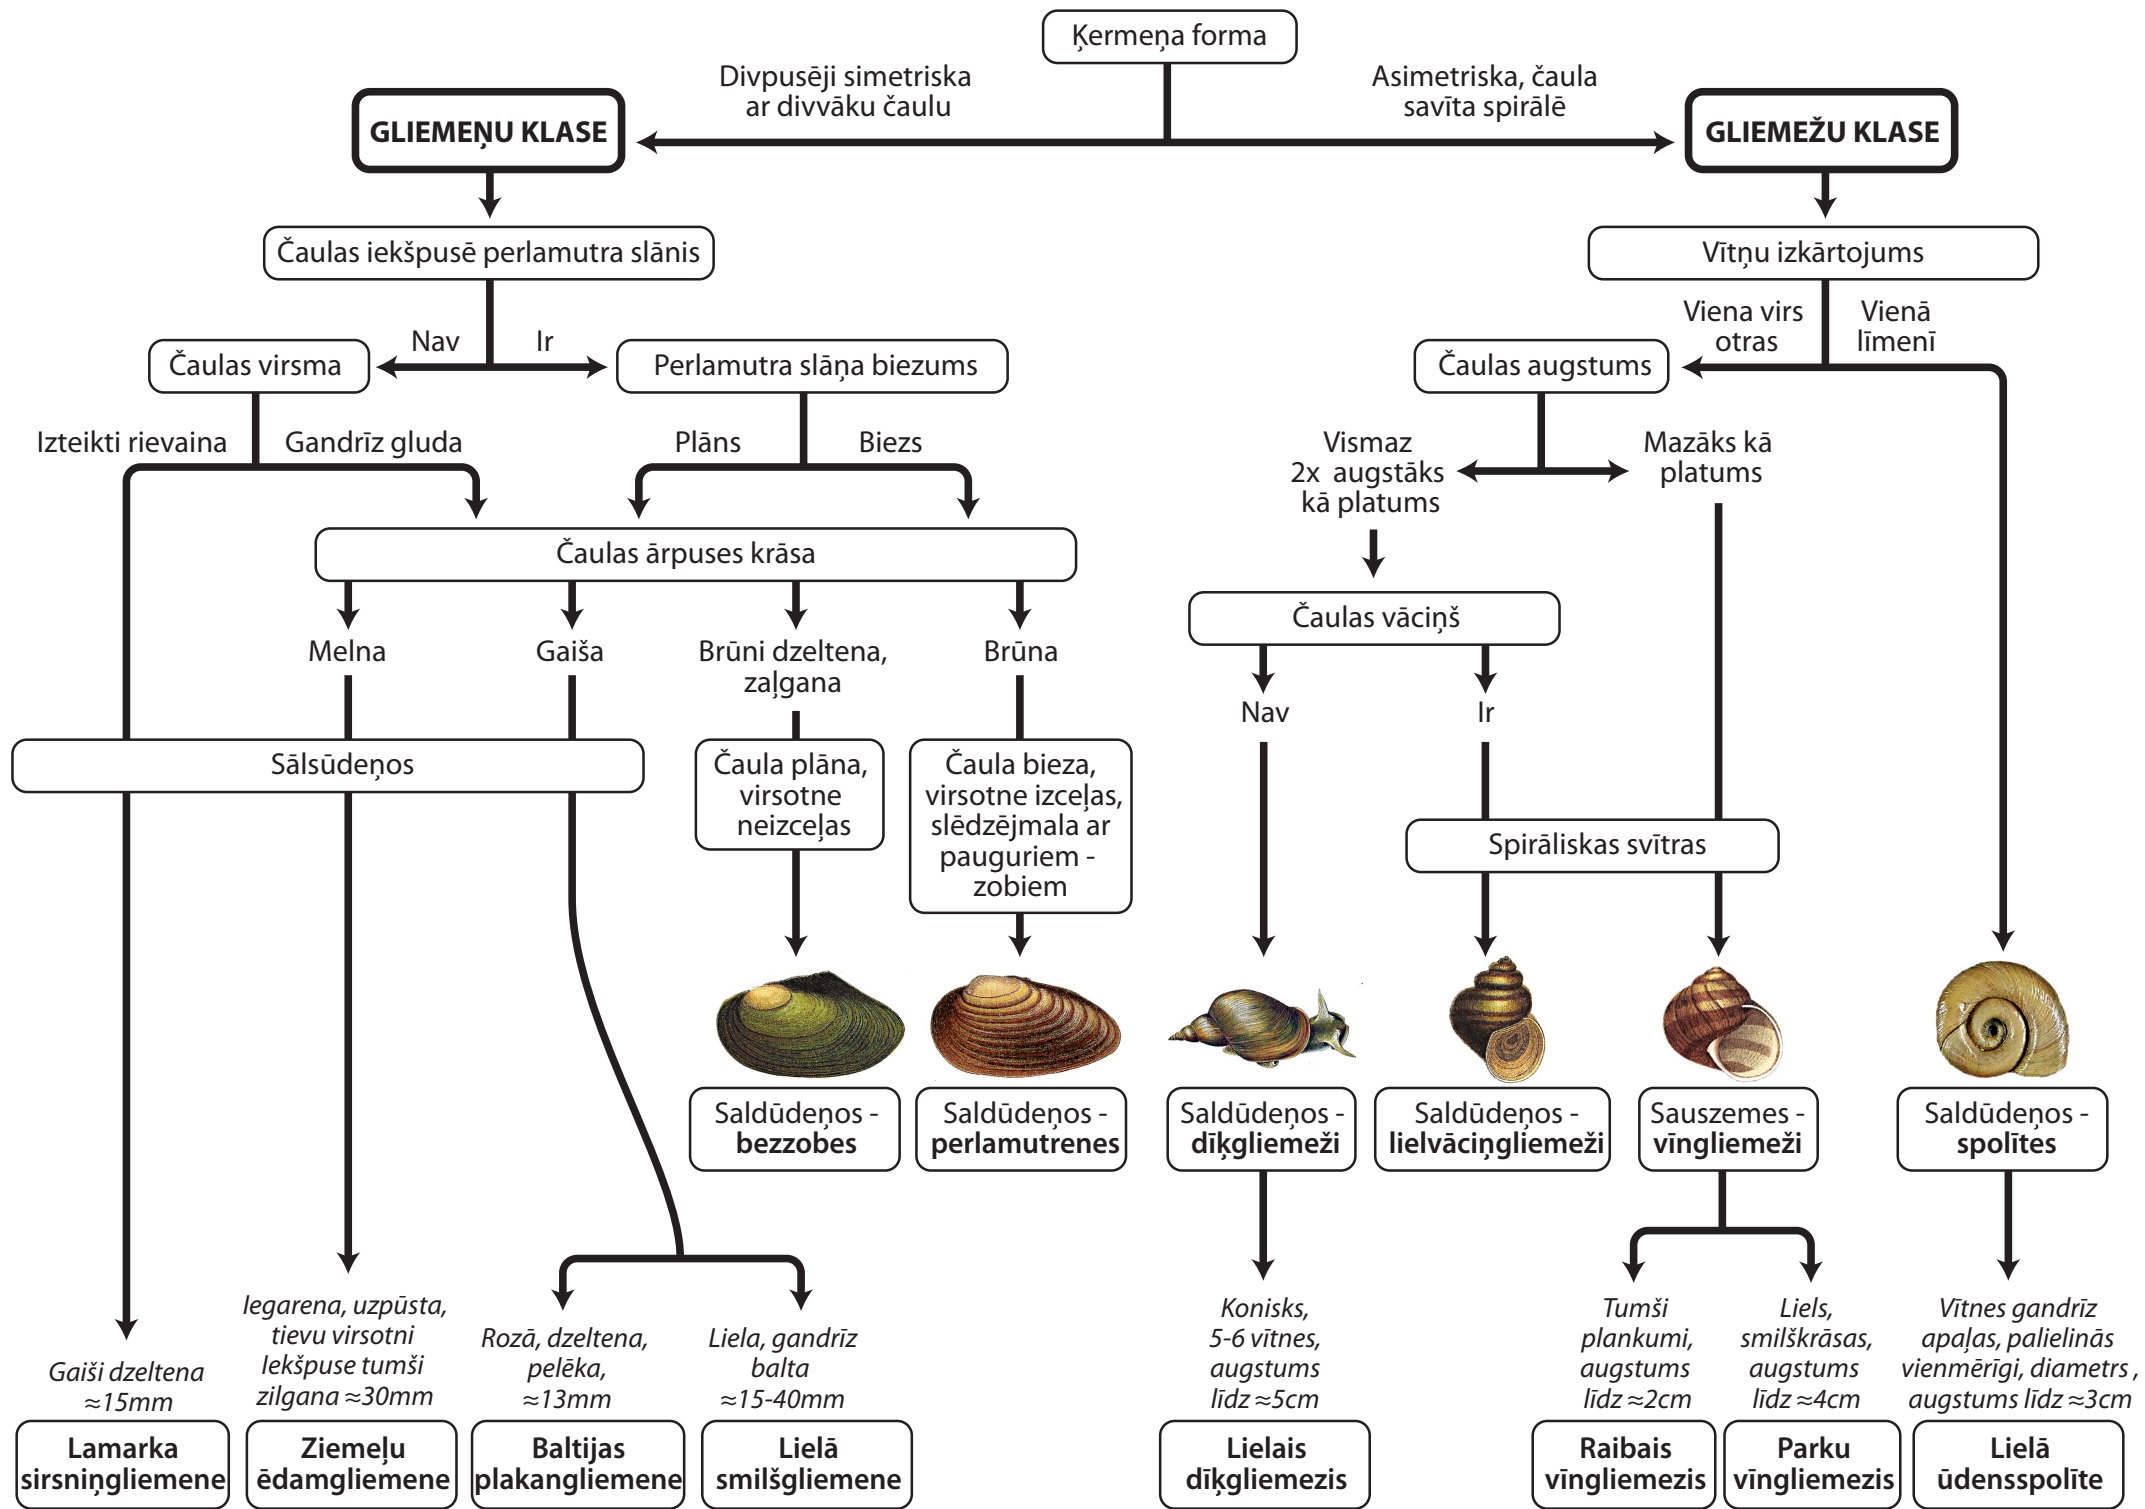 Ķermeņa forma
Divpusēji simetriska
ar divvāku čaulu
Asimetriska, čaula
savīta spirālē
GLIEMEŅU KLASE
GLIEMEŽU KLASE
Čaulas iekšpusē perlamutra slānis
Vītņu izkārtojums
Nav
Ir
Viena virs
otras
Vienā
līmenī
Čaulas virsma
Perlamutra slāņa biezums
Čaulas augstums
Izteikti rievaina
Gandrīz gluda
Plāns
Biezs
Vismaz
2x augstāks
kā platums
Mazāks kā
platums
Čaulas ārpuses krāsa
Čaulas vāciņš
Melna
Gaiša
Brūni dzeltena,
zaļgana
Brūna
Nav
Ir
Sālsūdeņos
Čaula plāna,
virsotne
neizceļas
Čaula bieza,
virsotne izceļas,
slēdzējmala ar
pauguriem -
zobiem
Spirāliskas svītras
Saldūdeņos -
bezzobes
Saldūdeņos -
perlamutrenes
Saldūdeņos -
dīķgliemeži
Saldūdeņos -
lielvāciņgliemeži
Sauszemes -
vīngliemeži
Saldūdeņos -
spolītes
Gaiši dzeltena
≈15mm
Iegarena, uzpūsta,
tievu virsotni
Iekšpuse tumši
zilgana ≈30mm
Rozā, dzeltena,
pelēka,
≈13mm
Liela, gandrīz
balta
≈15-40mm
Konisks,
5-6 vītnes,
augstums
līdz ≈5cm
Tumši
plankumi,
augstums
līdz ≈2cm
Liels,
smilškrāsas,
augstums
līdz ≈4cm
Vītnes gandrīz
apaļas, palielinās
vienmērīgi, diametrs ,
augstums līdz ≈3cm
Lamarka
sirsniņgliemene
Ziemeļu
ēdamgliemene
Baltijas
plakangliemene
Lielā
smilšgliemene
Lielais
dīķgliemezis
Raibais
vīngliemezis
Parku
vīngliemezis
Lielā
ūdensspolīte